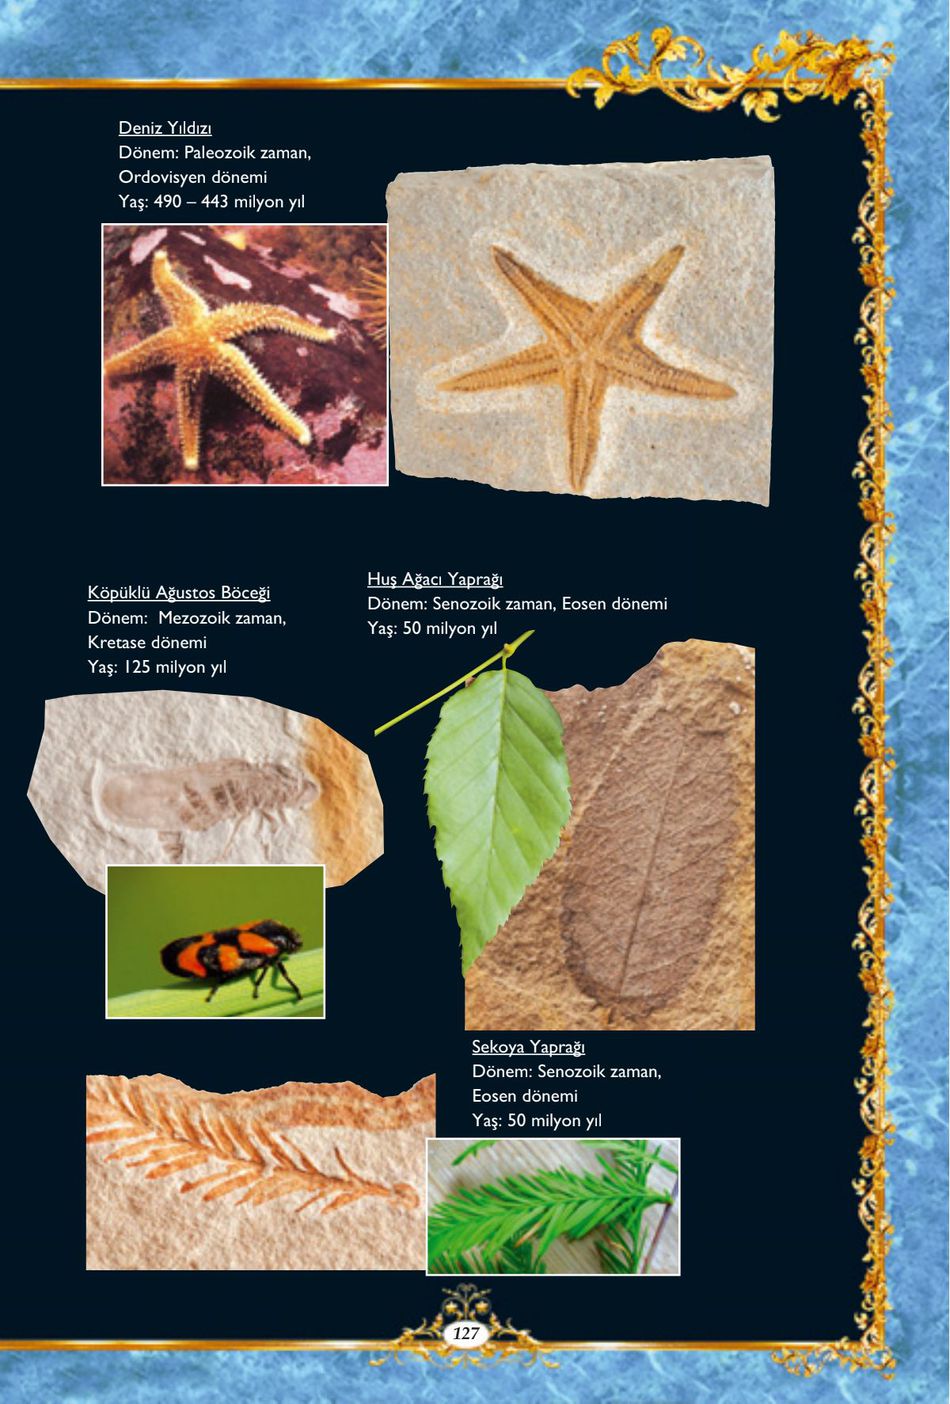 Deniz Yıldızı
Dönem: Paleozoik zaman,
Ordovisyen dönemi
Yaş: 490 – 443 milyon yıl
Köpüklü Ağustos Böceği
Dönem:  Mezozoik zaman,
Kretase dönemi
Yaş: 125 milyon yıl
Huş Ağacı Yaprağı
Dönem: Senozoik zaman, Eosen dönemi
Yaş: 50 milyon yıl
Sekoya Yaprağı
Dönem: Senozoik zaman,
Eosen dönemi
Yaş: 50 milyon yıl
127